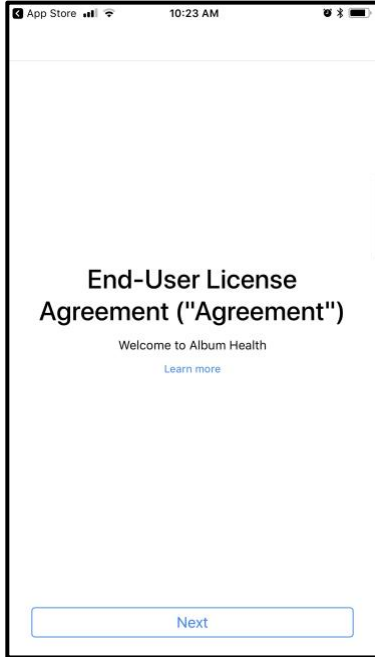 App Store 10:23 AM
End-User License
Agreement ("Agreement")
Welcome to Album Health
Learn more
Next